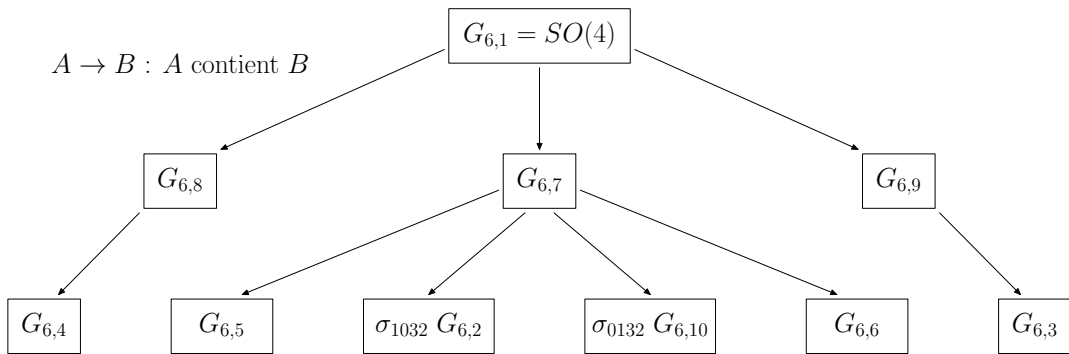 G_{6,1} = SO(4)
A → B : A contient B
G_{6,8}
G_{6,7}
G_{6,9}
G_{6,4}
G_{6,5}
σ_{1032} G_{6,2}
σ_{0132} G_{6,10}
G_{6,6}
G_{6,3}